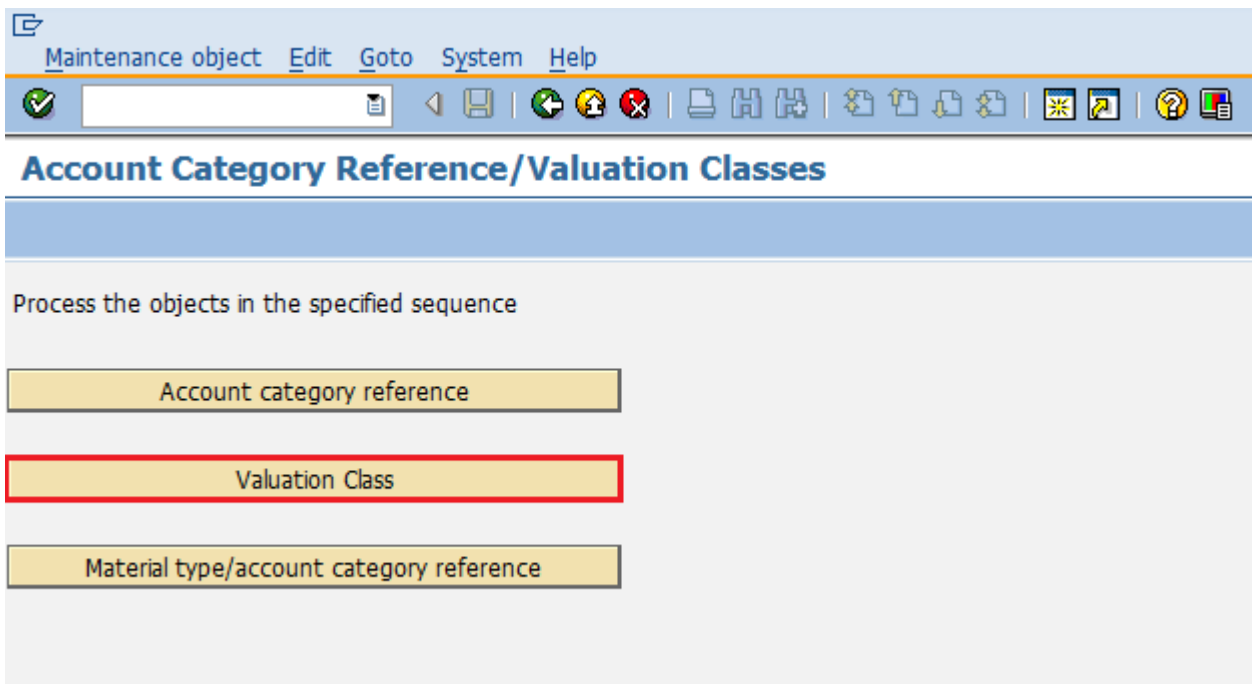 Maintenance object Edit Goto System Help
Account Category Reference/Valuation Classes
Process the objects in the specified sequence
Account category reference
Valuation Class
Material type/account category reference